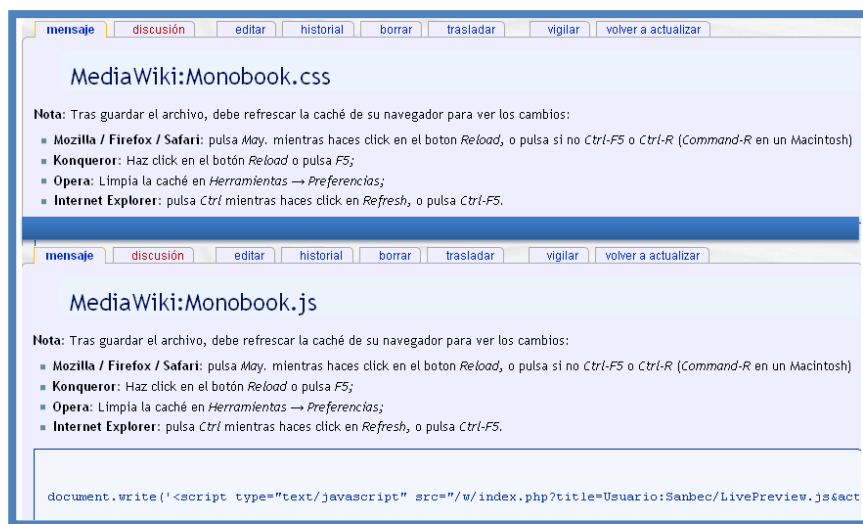 mensaje discusión editar historial borrar trasladar vigilar volver a actualizar
MediaWiki:Monobook.css
Nota: Tras guardar el archivo, debe refrescar la caché de su navegador para ver los cambios:
Mozilla / Firefox / Safari: pulsa May. mientras haces click en el boton Reload, o pulsa si no Ctrl-F5 o Ctrl-R (Command-R en un Macintosh)
Konqueror: Haz click en el botón Reload o pulsa F5;
Opera: Limpia la caché en Herramientas → Preferencias;
Internet Explorer: pulsa Ctrl mientras haces click en Refresh, o pulsa Ctrl-F5.
mensaje discusión editar historial borrar trasladar vigilar volver a actualizar
MediaWiki:Monobook.js
Nota: Tras guardar el archivo, debe refrescar la caché de su navegador para ver los cambios:
Mozilla / Firefox / Safari: pulsa May. mientras haces click en el boton Reload, o pulsa si no Ctrl-F5 o Ctrl-R (Command-R en un Macintosh)
Konqueror: Haz click en el botón Reload o pulsa F5;
Opera: Limpia la caché en Herramientas → Preferencias;
Internet Explorer: pulsa Ctrl mientras haces click en Refresh, o pulsa Ctrl-F5.
document.write('<script type="text/javascript" src="/w/index.php?title=Usuario:Sanbec/LivePreview.js&act